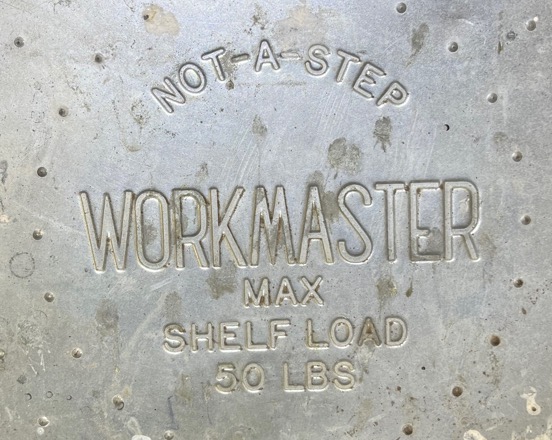 NOT-A-STEP
WORKMASTER
MAX
SHELF LOAD
50 LBS